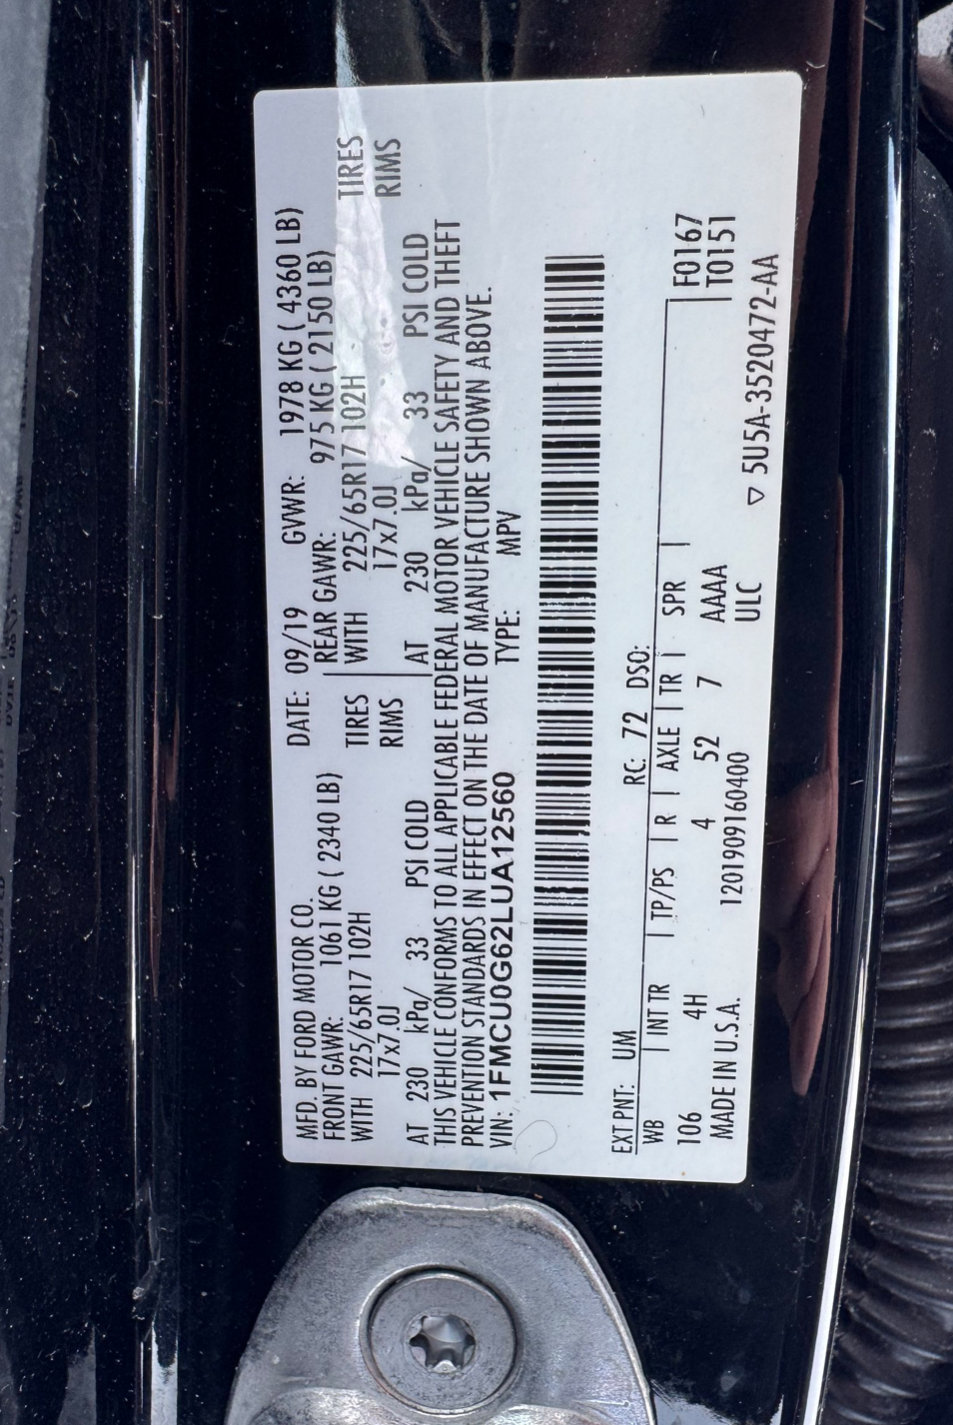 MFD. BY FORD MOTOR CO. DATE: 09/19 GVWR: 1978 KG ( 4360 LB)
FRONT GAWR: 1061 KG ( 2340 LB) REAR GAWR: 975 KG ( 2150 LB)
WITH 225/65R17 102H TIRES WITH 225/65R17 102H TIRES
17x7.0J RIMS 17x7.0J RIMS
AT 230 kPa/ 33 PSI COLD AT 230 kPa/ 33 PSI COLD
THIS VEHICLE CONFORMS TO ALL APPLICABLE FEDERAL MOTOR VEHICLE SAFETY AND THEFT
PREVENTION STANDARDS IN EFFECT ON THE DATE OF MANUFACTURE SHOWN ABOVE.
VIN: 1FMCU0G62LUA12560 TYPE: MPV
EXT PNT: UM RC: 72 DSO:
WB INT TR TP/PS R AXLE TR SPR F0167
106 4H 4 52 7 AAAA T0151
MADE IN U.S.A. 1201909160400 ULC
▽ 5U5A-3520472-AA